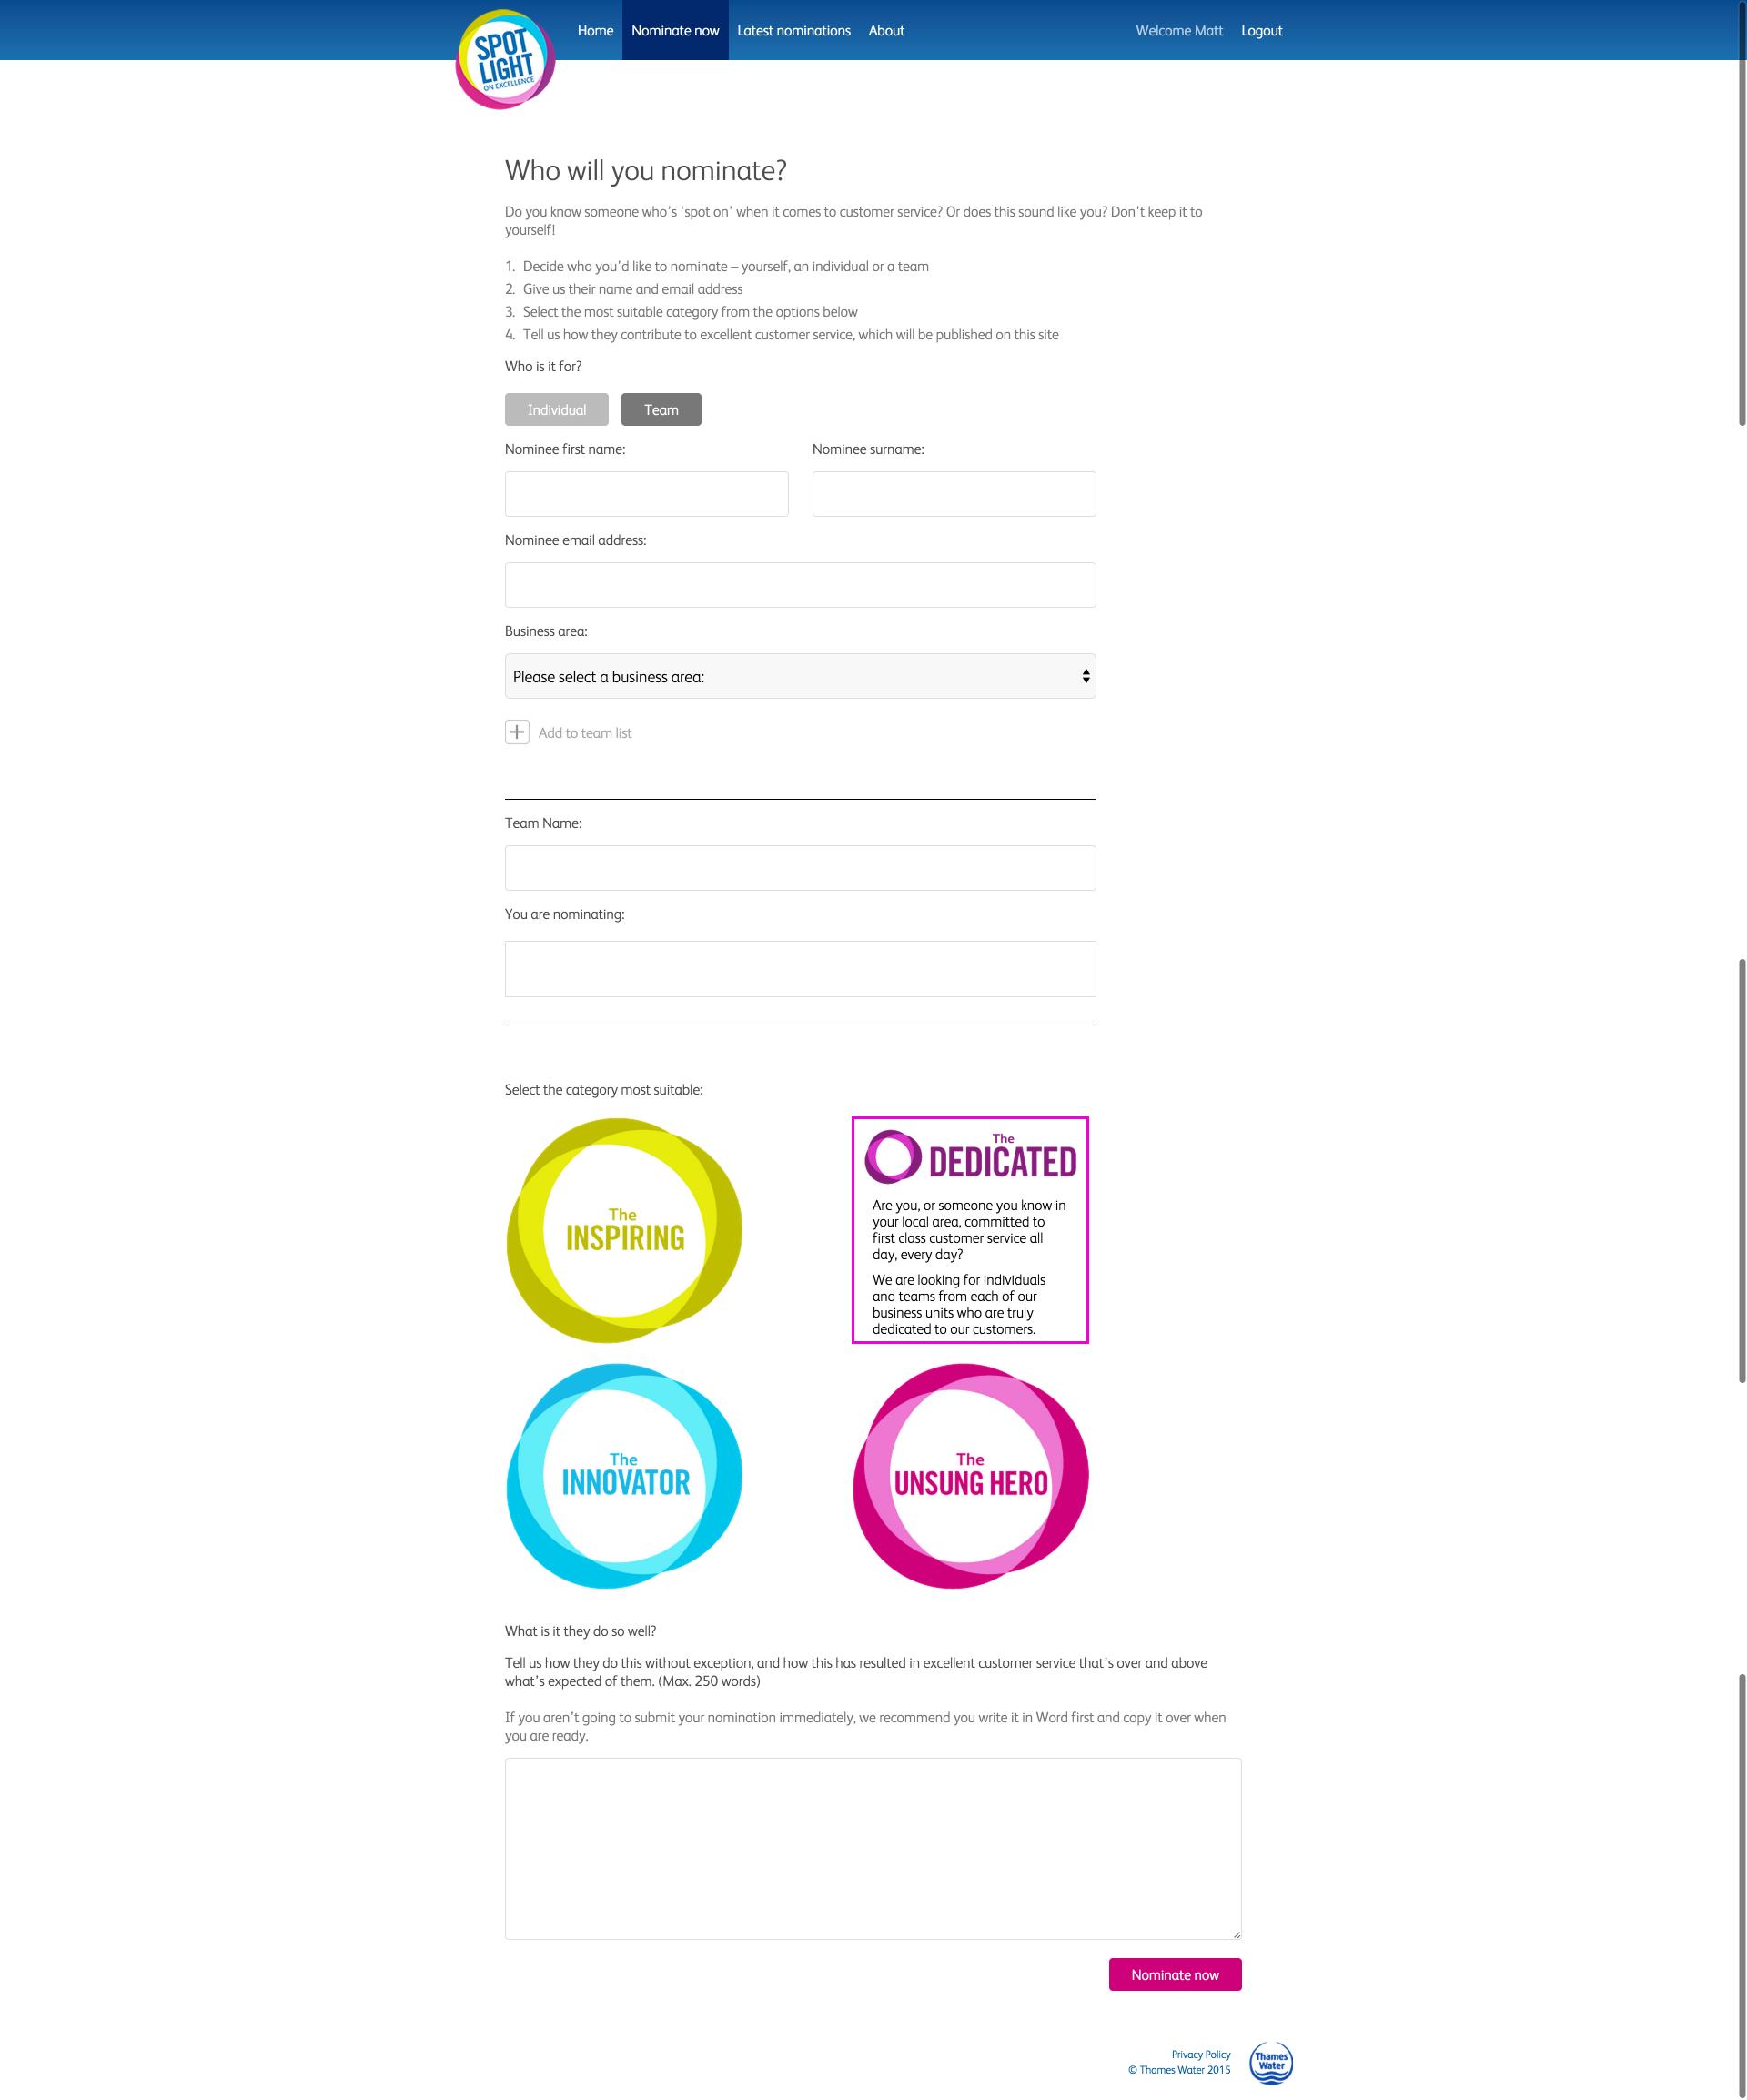 SPOT
LIGHT
ON EXCELLENCE
Home Nominate now Latest nominations About Welcome Matt Logout
Who will you nominate?
Do you know someone who's ‘spot on’ when it comes to customer service? Or does this sound like you? Don't keep it to
yourself!
1. Decide who you'd like to nominate – yourself, an individual or a team
2. Give us their name and email address
3. Select the most suitable category from the options below
4. Tell us how they contribute to excellent customer service, which will be published on this site
Who is it for?
Individual Team
Nominee first name: Nominee surname:
Nominee email address:
Business area:
Please select a business area:
Add to team list
Team Name:
You are nominating:
Select the category most suitable:
The
INSPIRING
The
DEDICATED
Are you, or someone you know in
your local area, committed to
first class customer service all
day, every day?
We are looking for individuals
and teams from each of our
business units who are truly
dedicated to our customers.
The
INNOVATOR
The
UNSUNG HERO
What is it they do so well?
Tell us how they do this without exception, and how this has resulted in excellent customer service that's over and above
what's expected of them. (Max. 250 words)
If you aren't going to submit your nomination immediately, we recommend you write it in Word first and copy it over when
you are ready.
Nominate now
Privacy Policy
© Thames Water 2015
Thames
Water